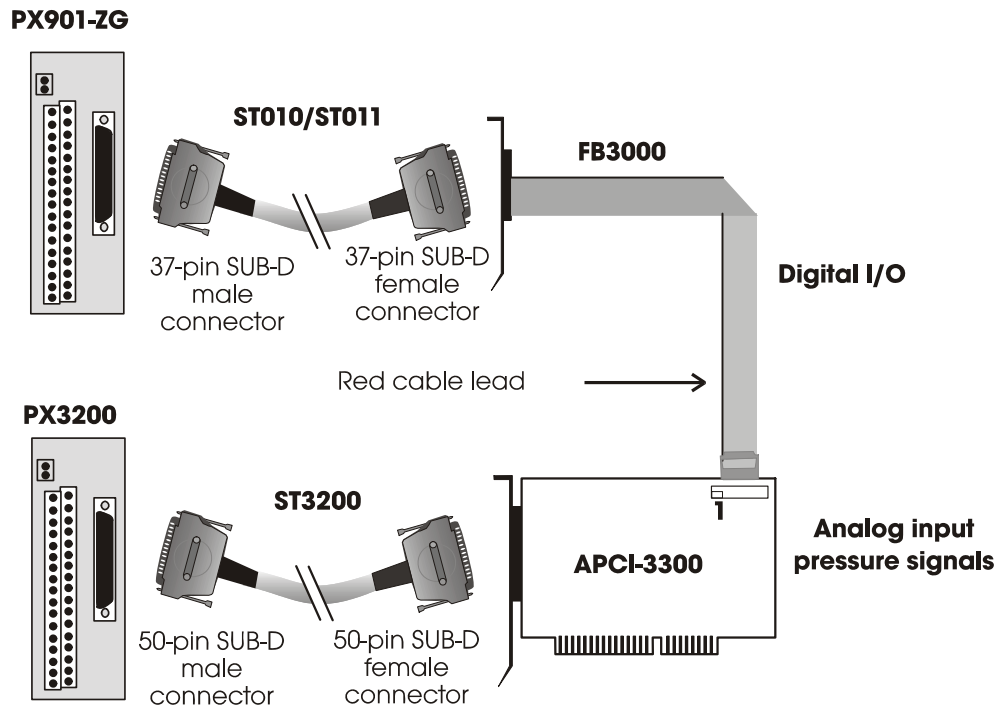 PX901-ZG
ST010/ST011
FB3000
37-pin SUB-D
male
connector
37-pin SUB-D
female
connector
Digital I/O
Red cable lead
PX3200
ST3200
1
APCI-3300
Analog input
pressure signals
50-pin SUB-D
male
connector
50-pin SUB-D
female
connector